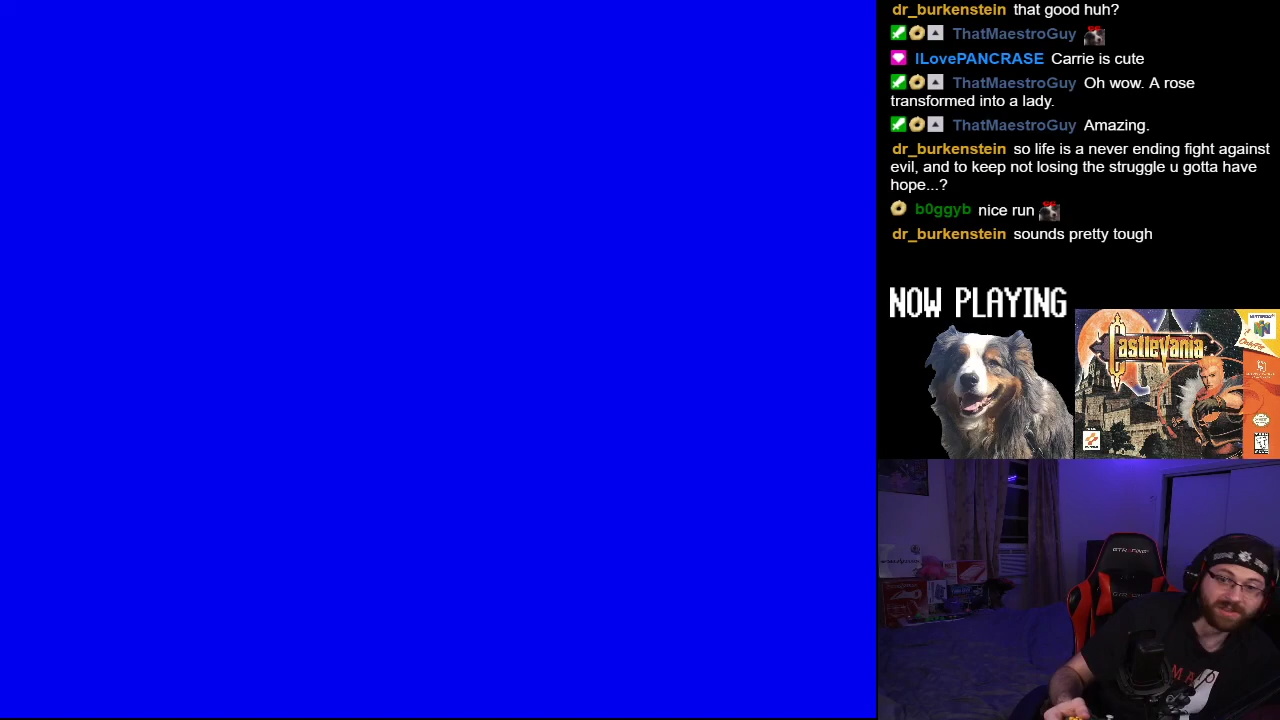 dr_burkenstein that good huh?
ThatMaestroGuy
ILovePANCRASE Carrie is cute
ThatMaestroGuy Oh wow. A rose
transformed into a lady.
ThatMaestroGuy Amazing.
dr_burkenstein so life is a never ending fight against
evil, and to keep not losing the struggle u gotta have
hope...?
b0ggyb nice run
dr_burkenstein sounds pretty tough
NOW PLAYING
Castlevania